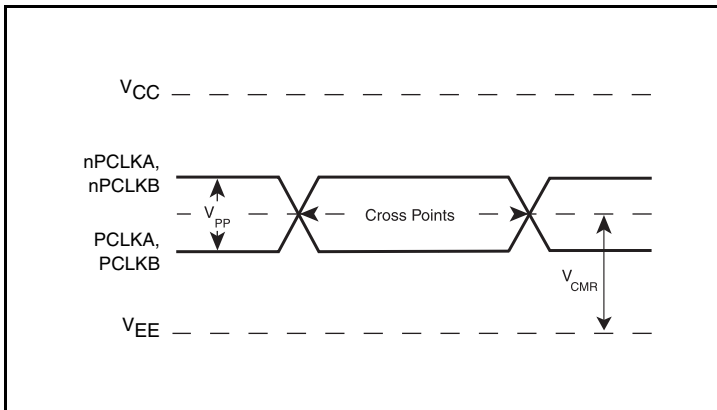 VCC
nPCLKA,
nPCLKB
VPP
Cross Points
PCLKA,
PCLKB
VCMR
VEE